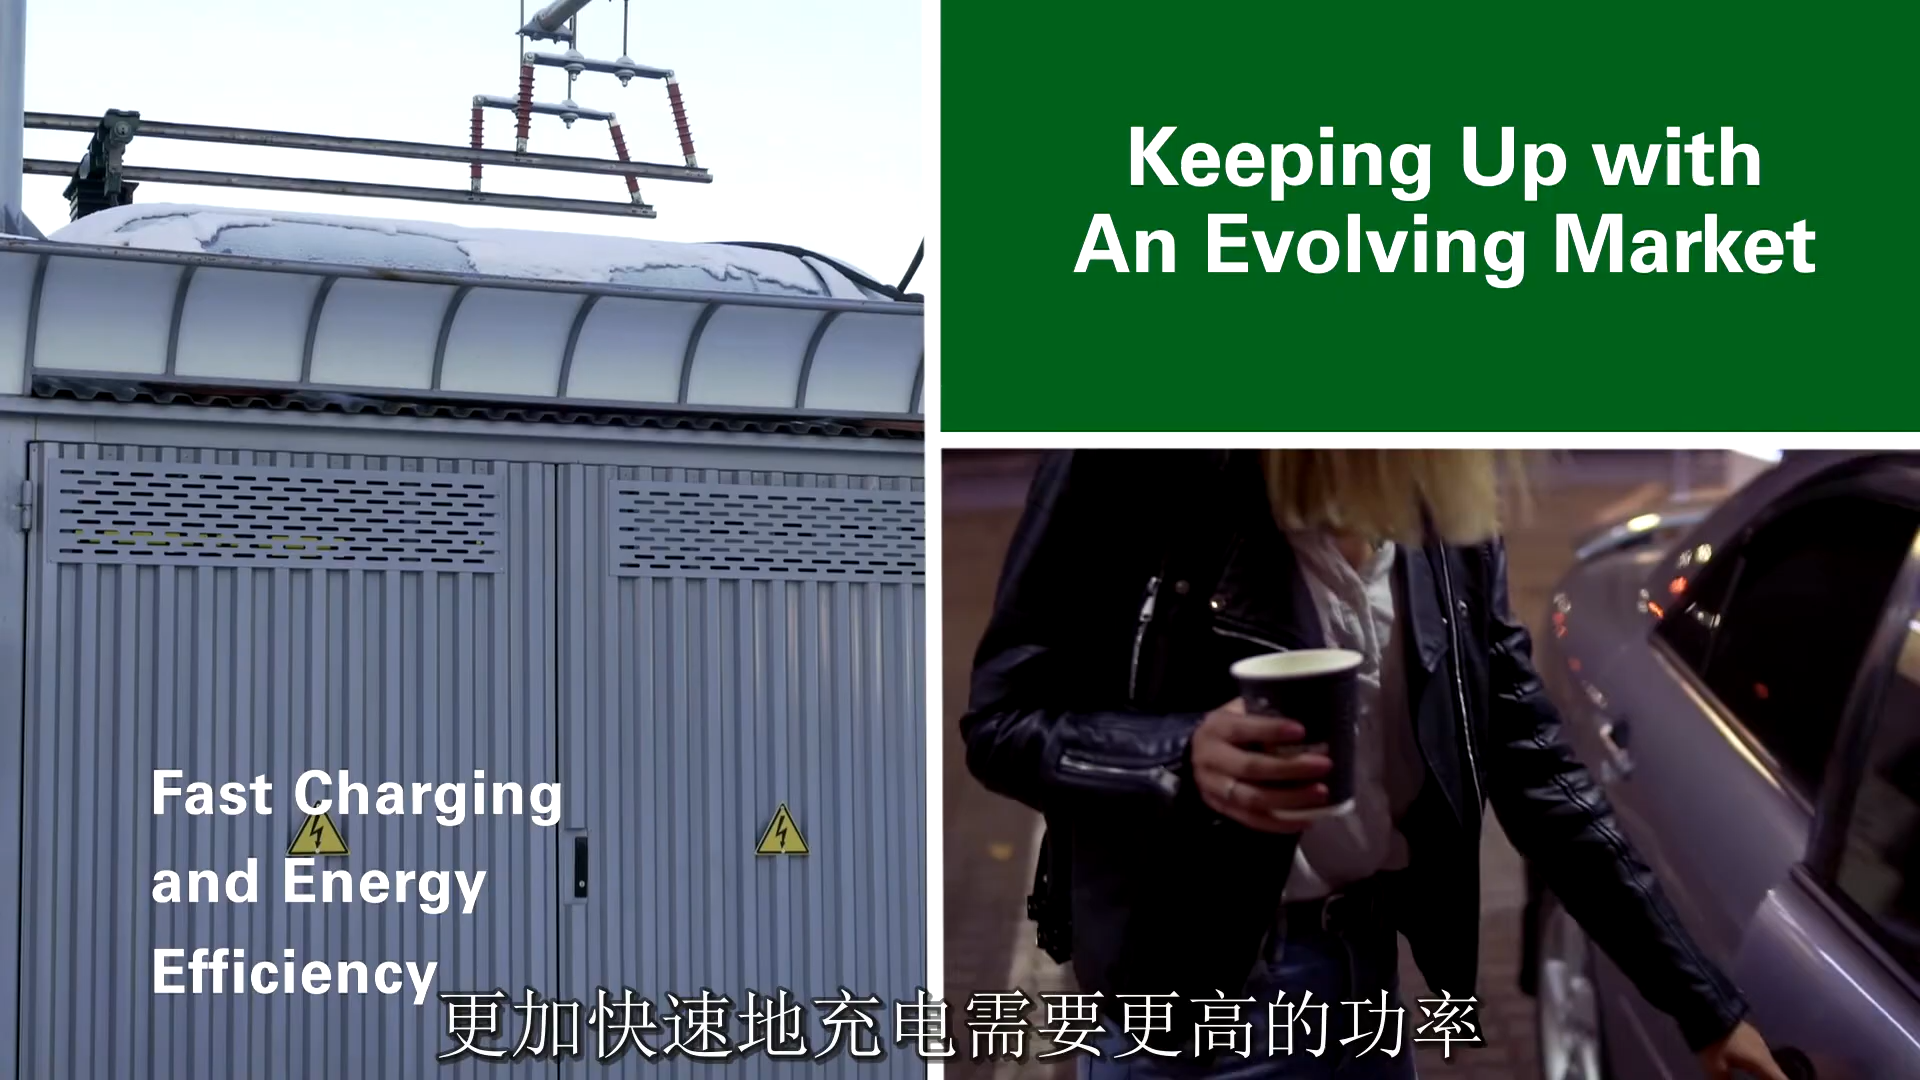 Keeping Up with
An Evolving Market
Fast Charging
and Energy
Efficiency
更加快速地充电需要更高的功率